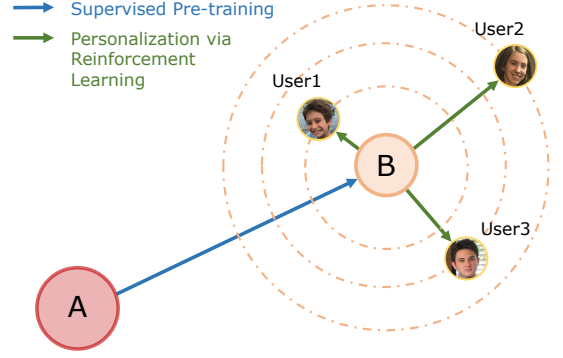 Supervised Pre-training
Personalization via
Reinforcement
Learning
User2
User1
B
User3
A